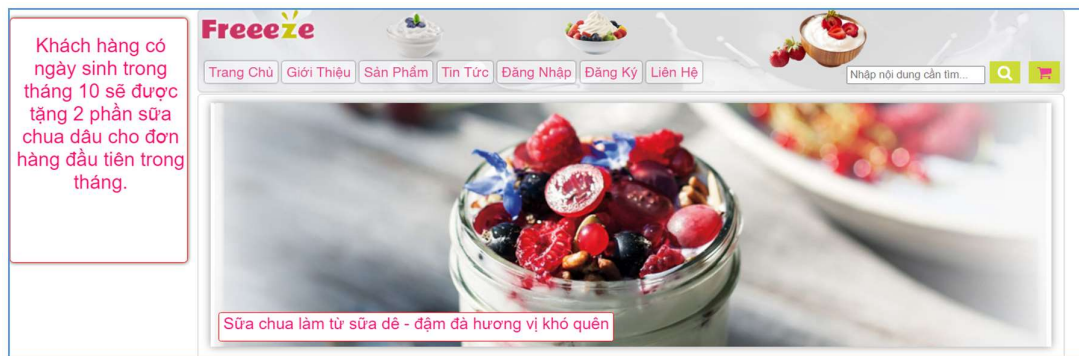 Khách hàng có
ngày sinh trong
tháng 10 sẽ được
tặng 2 phần sữa
chua dâu cho đơn
hàng đầu tiên trong
tháng.
Freeeze
Trang Chủ Giới Thiệu Sản Phẩm Tin Tức Đăng Nhập Đăng Ký Liên Hệ
Nhập nội dung cần tìm...
Sữa chua làm từ sữa dê - đậm đà hương vị khó quên